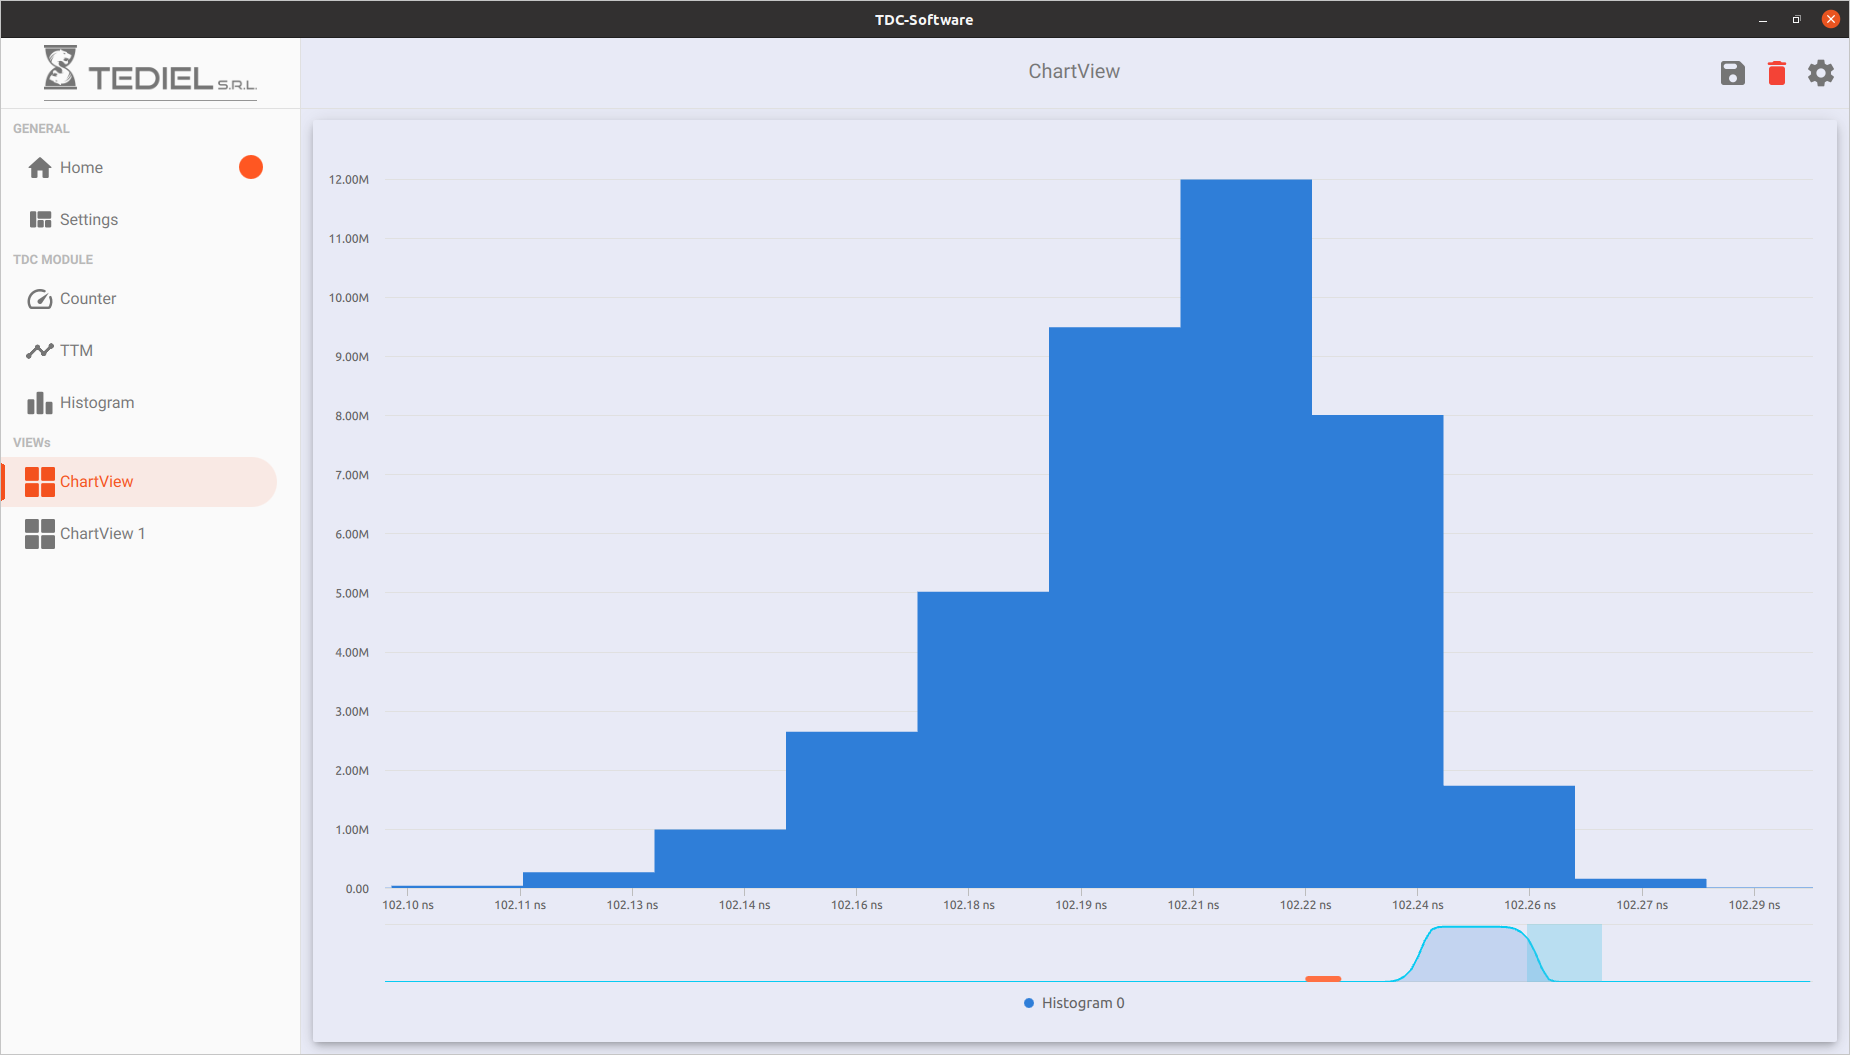 TDC-Software
TEDIEL S.R.L.
ChartView
GENERAL
Home
Settings
TDC MODULE
Counter
TTM
Histogram
VIEWs
ChartView
ChartView 1
12.00M
11.00M
10.00M
9.00M
8.00M
7.00M
6.00M
5.00M
4.00M
3.00M
2.00M
1.00M
0.00
102.10 ns 102.11 ns 102.13 ns 102.14 ns 102.16 ns 102.18 ns 102.19 ns 102.21 ns 102.22 ns 102.24 ns 102.26 ns 102.27 ns 102.29 ns
Histogram 0